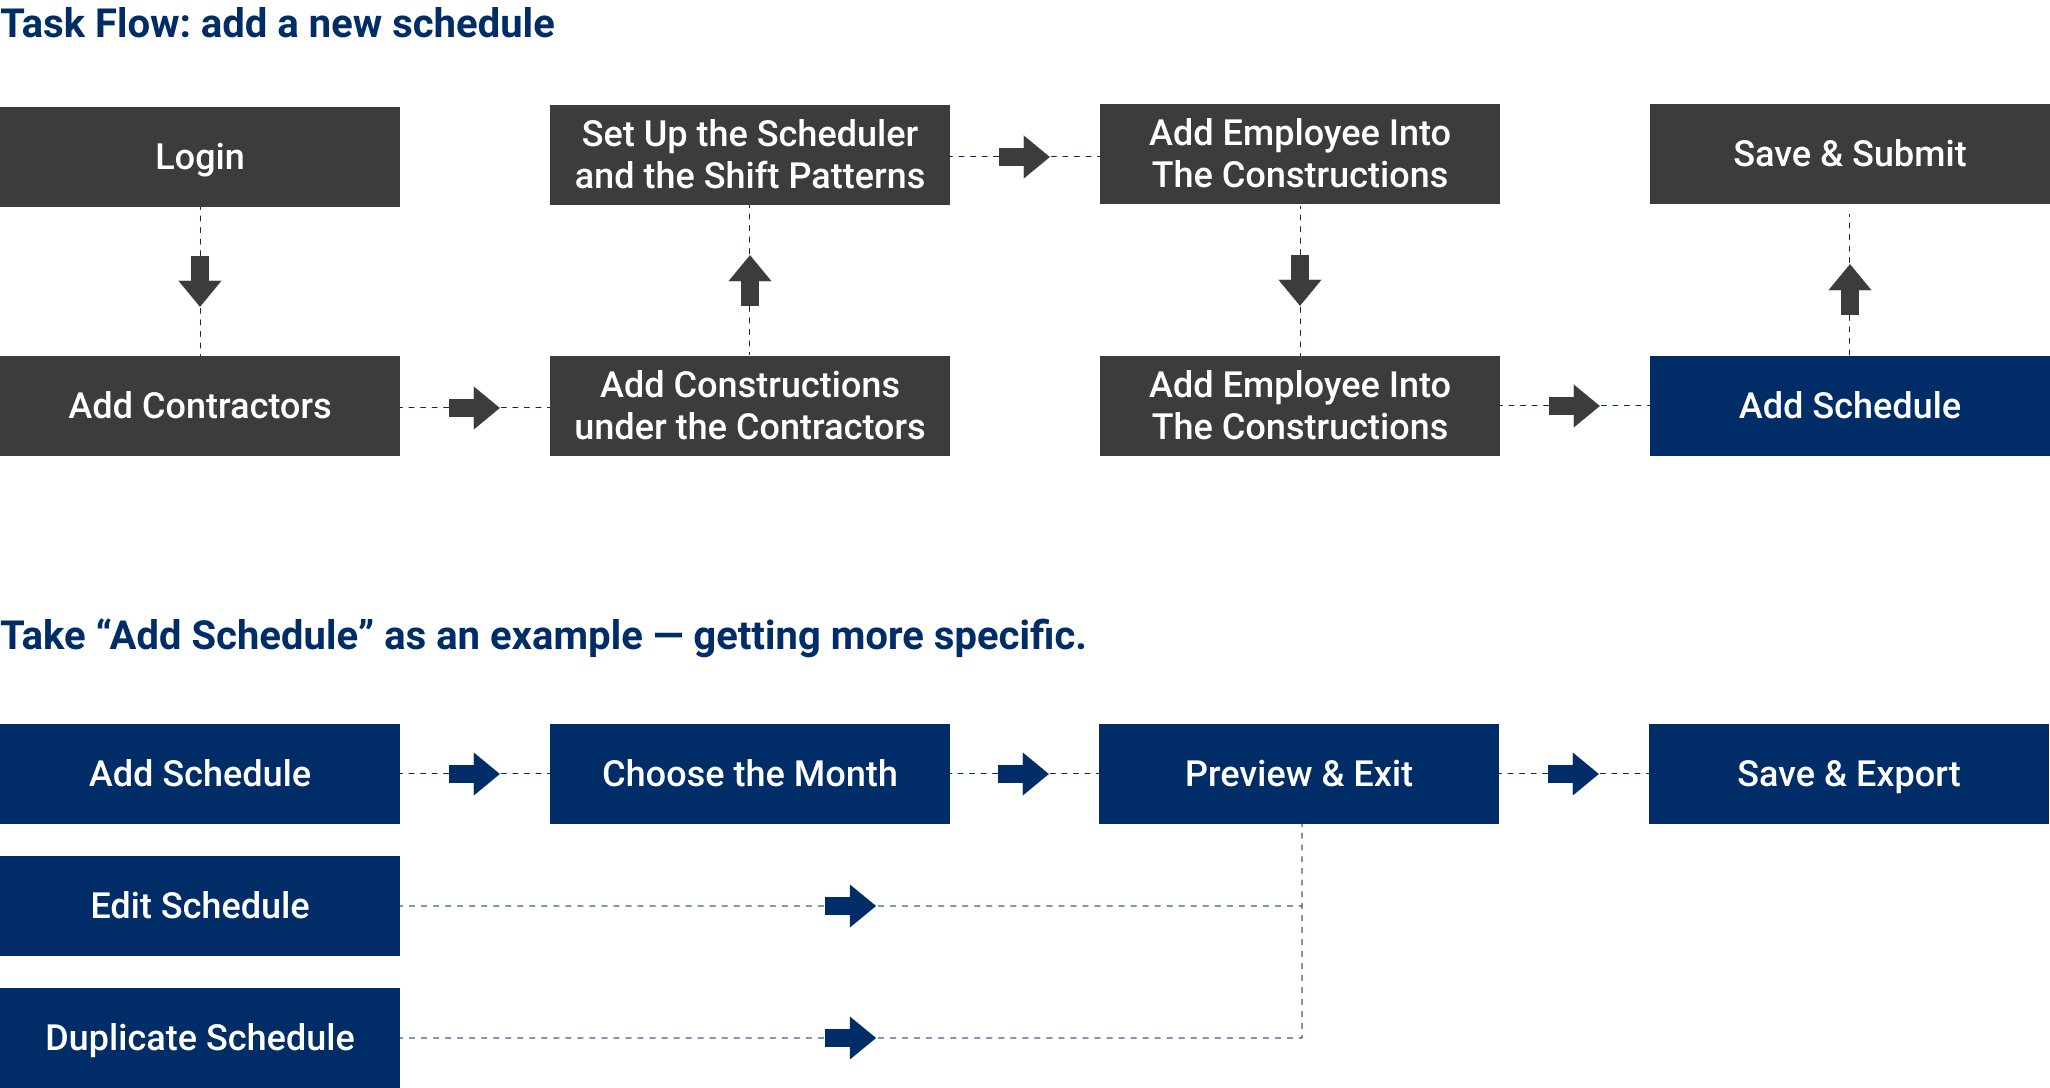 Task Flow: add a new schedule
Login
Set Up the Scheduler
and the Shift Patterns
Add Employee Into
The Constructions
Save & Submit
Add Contractors
Add Constructions
under the Contractors
Add Employee Into
The Constructions
Add Schedule
Take “Add Schedule” as an example — getting more specific.
Add Schedule
Choose the Month
Preview & Exit
Save & Export
Edit Schedule
Duplicate Schedule